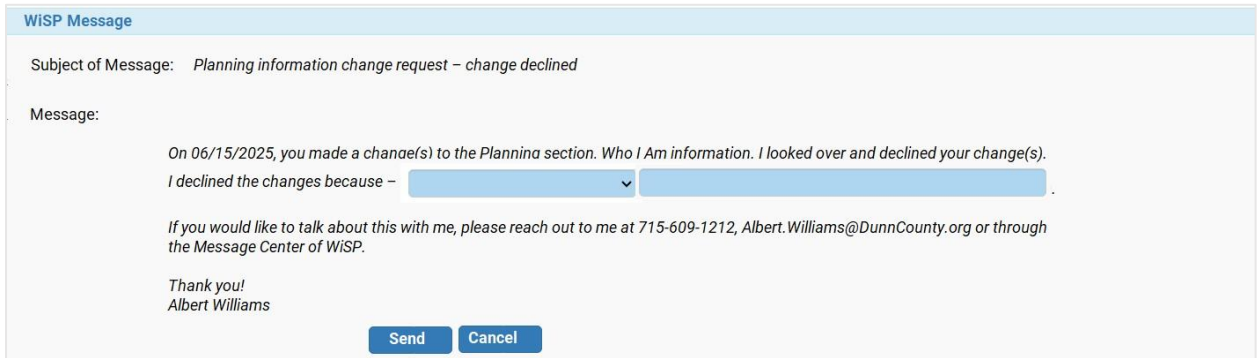 WiSP Message
Subject of Message: Planning information change request – change declined
Message:
On 06/15/2025, you made a change(s) to the Planning section, Who I Am information. I looked over and declined your change(s).
I declined the changes because – .
If you would like to talk about this with me, please reach out to me at 715-609-1212, Albert.Williams@DunnCounty.org or through
the Message Center of WiSP.
Thank you!
Albert Williams
Send Cancel